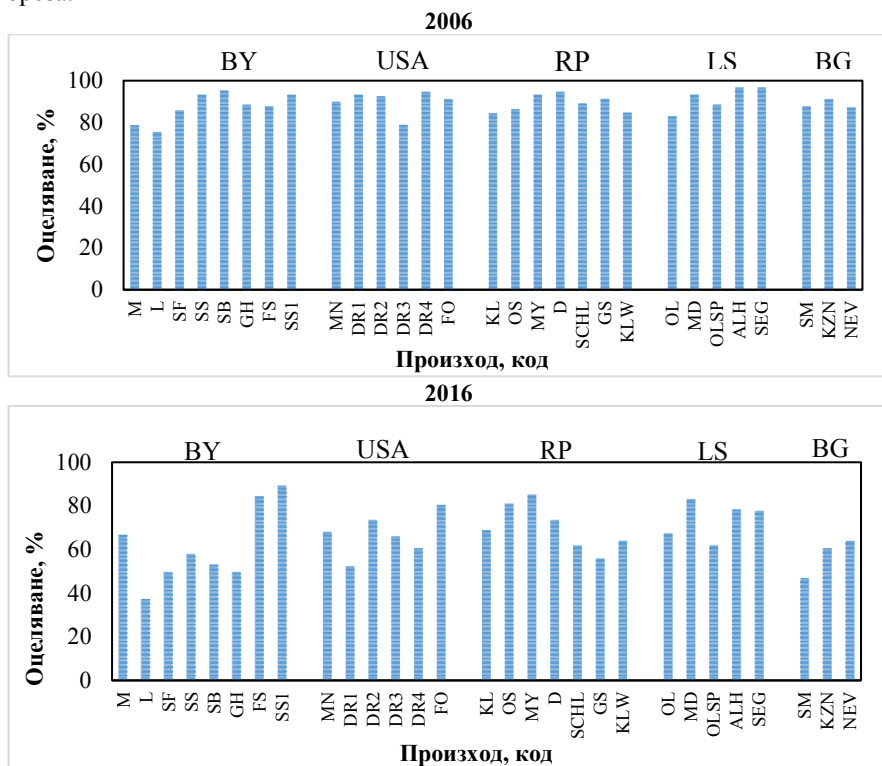 2006
BY USA RP LS BG
100
80
60
40
20
0
Оцеляване, %
M L SF SS SB GH FS SS1 MN DR1 DR2 DR3 DR4 FO KL OS MY D SCHL GS KLW OL MD OLSP ALH SEG SM KZN NEV
Произход, код
2016
BY USA RP LS BG
100
80
60
40
20
0
Оцеляване, %
M L SF SS SB GH FS SS1 MN DR1 DR2 DR3 DR4 FO KL OS MY D SCHL GS KLW OL MD OLSP ALH SEG SM KZN NEV
Произход, код